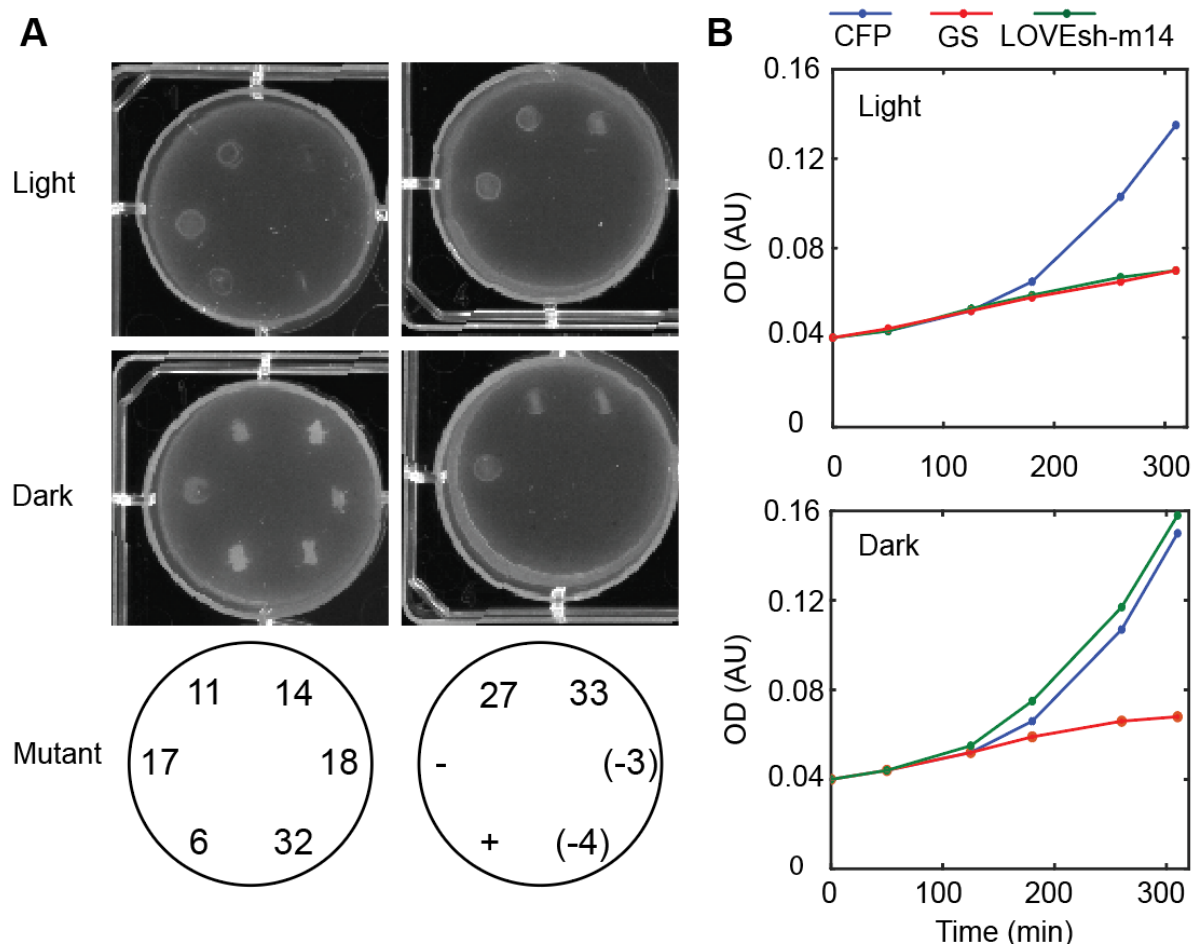 A
Light
Dark
Mutant
11 14
17 18
6 32
27 33
- (-3)
+ (-4)
B
CFP GS LOVEsh-m14
Light
OD (AU)
0.16
0.12
0.08
0.04
0
0 100 200 300
Dark
OD (AU)
0.16
0.12
0.08
0.04
0
0 100 200 300
Time (min)